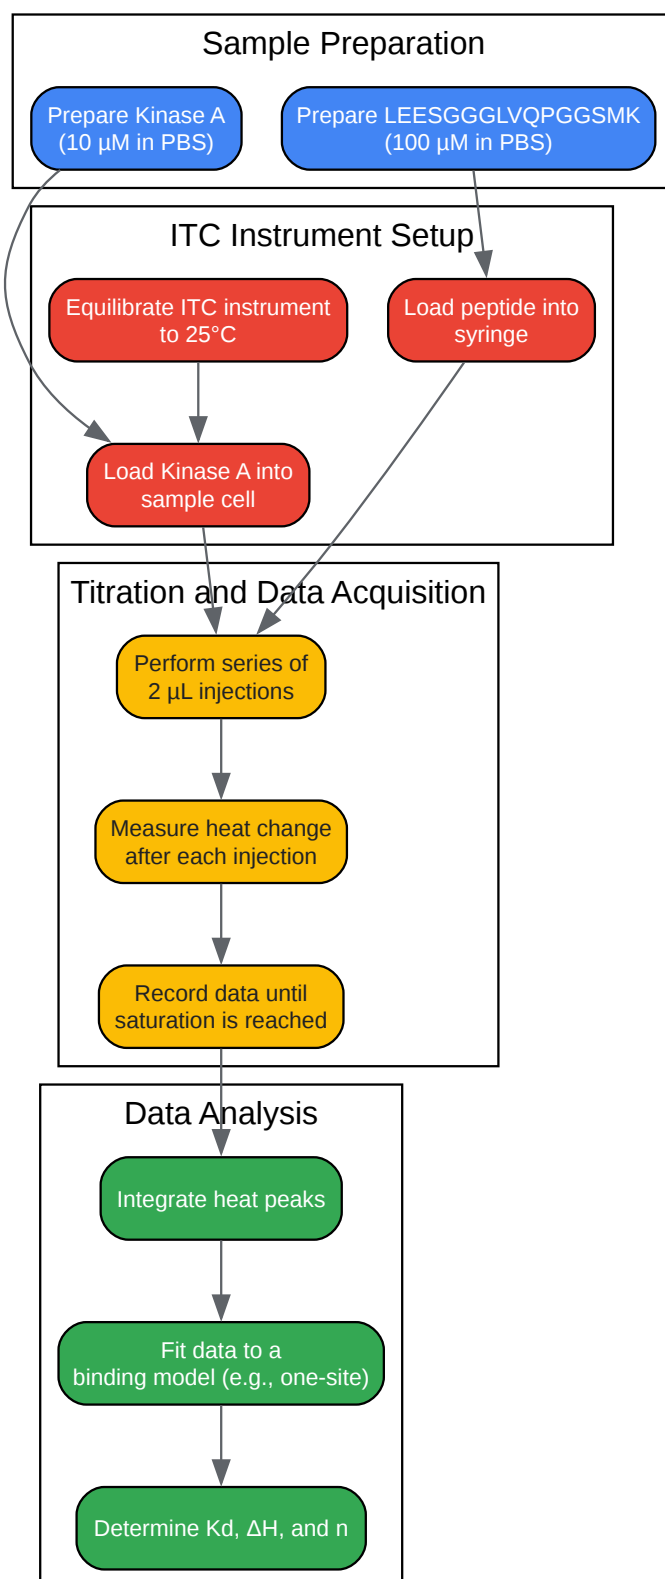 Sample Preparation
Prepare Kinase A
(10 µM in PBS)
Prepare LEESGGGLVQPGGSMK
(100 µM in PBS)
ITC Instrument Setup
Equilibrate ITC instrument
to 25°C
Load peptide into
syringe
Load Kinase A into
sample cell
Titration and Data Acquisition
Perform series of
2 µL injections
Measure heat change
after each injection
Record data until
saturation is reached
Data Analysis
Integrate heat peaks
Fit data to a
binding model (e.g., one-site)
Determine Kd, ΔH, and n